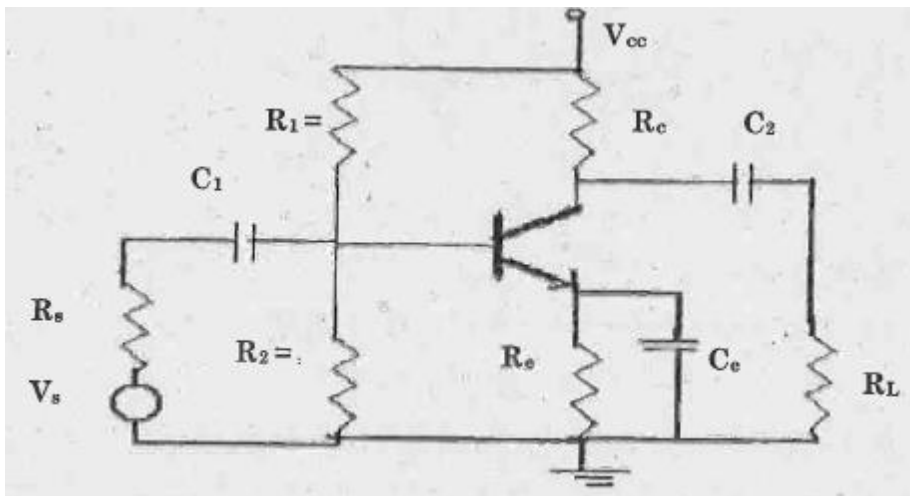 Vcc
R1=
Rc
C2
C1
Rs
R2=
Re
Ce
Vs
RL